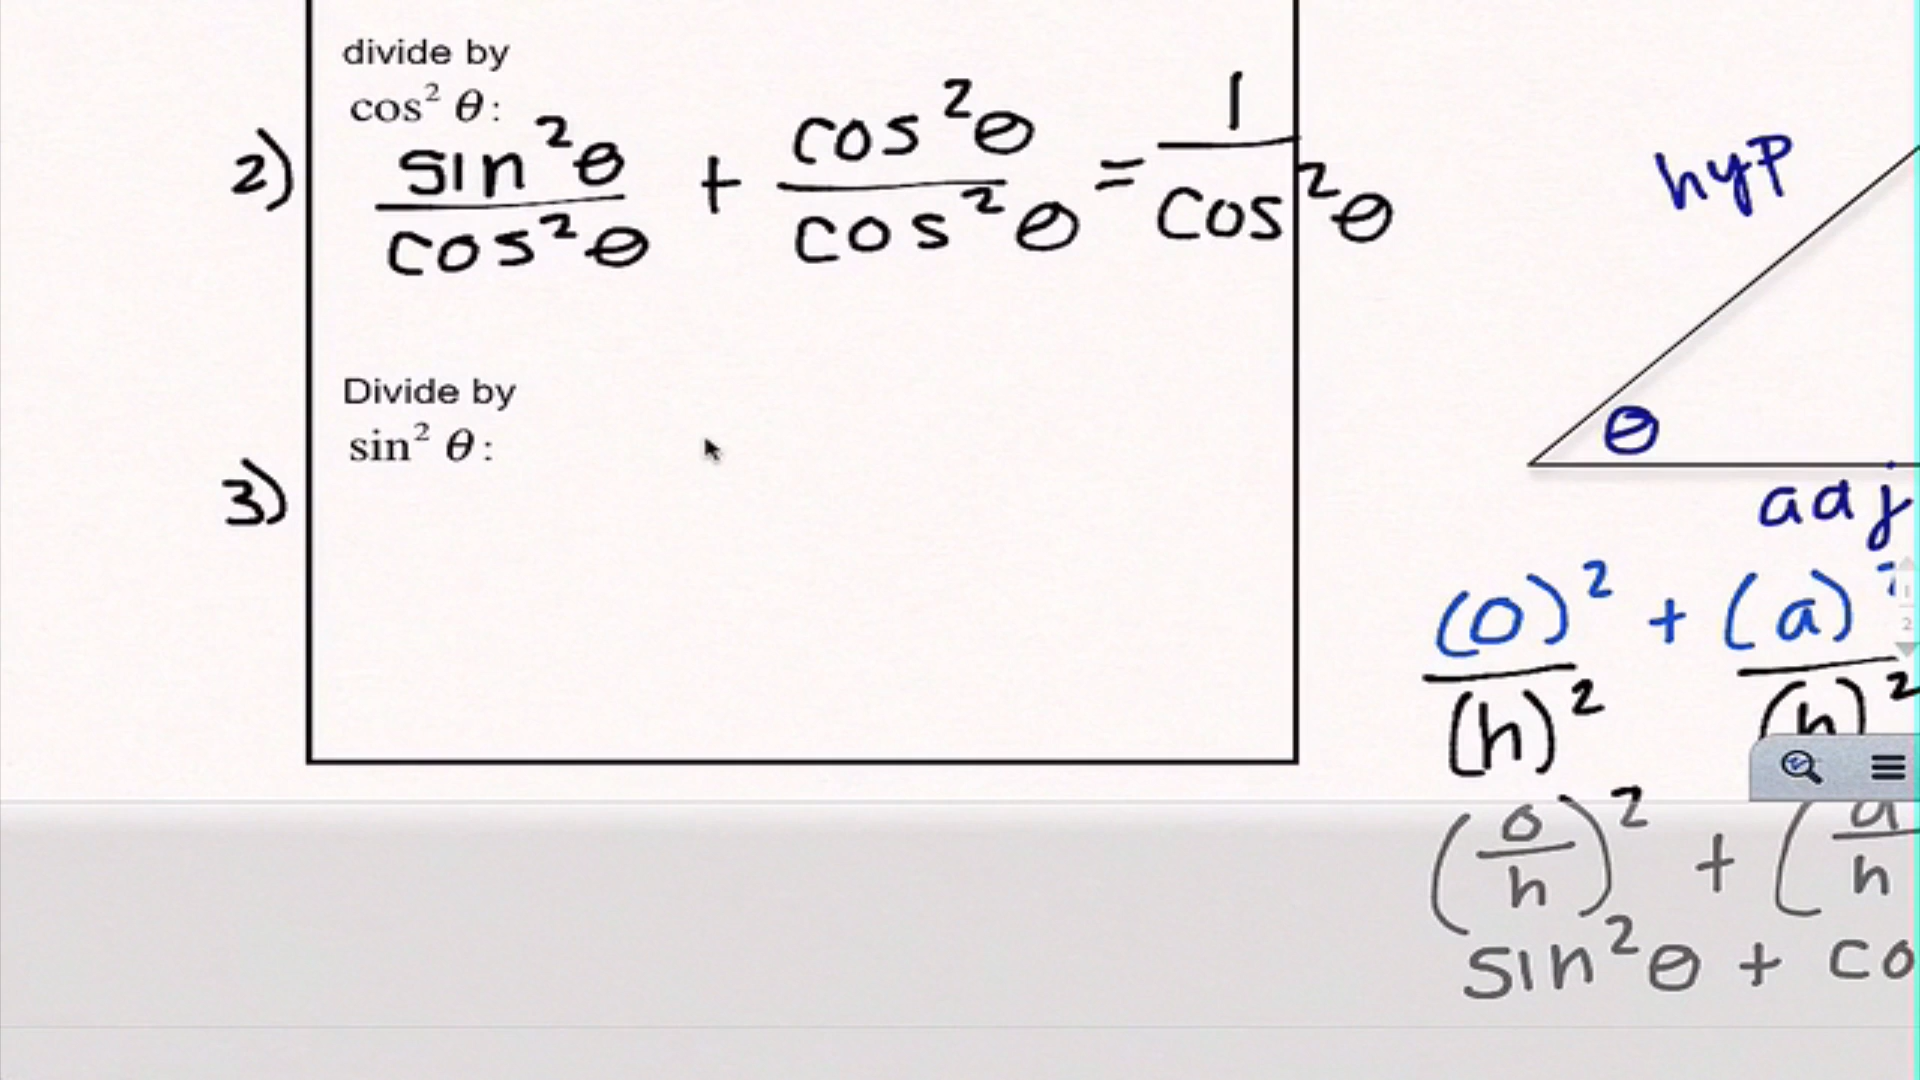 divide by
cos² θ:
2) sin²θ/cos²θ + cos²θ/cos²θ = 1/cos²θ
Divide by
sin² θ:
3)
hyp
θ
adj
(o)² + (a)
(h)² (h)²
(o/h)² + (a/h
sin²θ + co